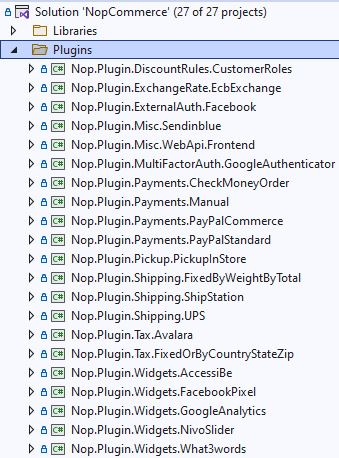 Solution 'NopCommerce' (27 of 27 projects)
Libraries
Plugins
Nop.Plugin.DiscountRules.CustomerRoles
Nop.Plugin.ExchangeRate.EcbExchange
Nop.Plugin.ExternalAuth.Facebook
Nop.Plugin.Misc.Sendinblue
Nop.Plugin.Misc.WebApi.Frontend
Nop.Plugin.MultiFactorAuth.GoogleAuthenticator
Nop.Plugin.Payments.CheckMoneyOrder
Nop.Plugin.Payments.Manual
Nop.Plugin.Payments.PayPalCommerce
Nop.Plugin.Payments.PayPalStandard
Nop.Plugin.Pickup.PickupInStore
Nop.Plugin.Shipping.FixedByWeightByTotal
Nop.Plugin.Shipping.ShipStation
Nop.Plugin.Shipping.UPS
Nop.Plugin.Tax.Avalara
Nop.Plugin.Tax.FixedOrByCountryStateZip
Nop.Plugin.Widgets.AccessiBe
Nop.Plugin.Widgets.FacebookPixel
Nop.Plugin.Widgets.GoogleAnalytics
Nop.Plugin.Widgets.NivoSlider
Nop.Plugin.Widgets.What3words